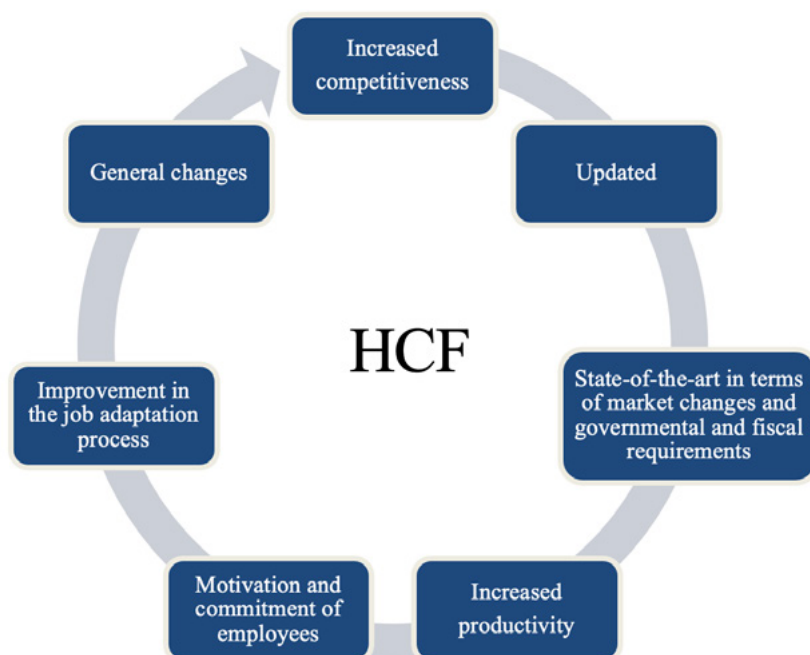 Increased
competitiveness
Updated
State-of-the-art in terms
of market changes and
governmental and fiscal
requirements
Increased
productivity
Motivation and
commitment of
employees
Improvement in
the job adaptation
process
General changes
HCF